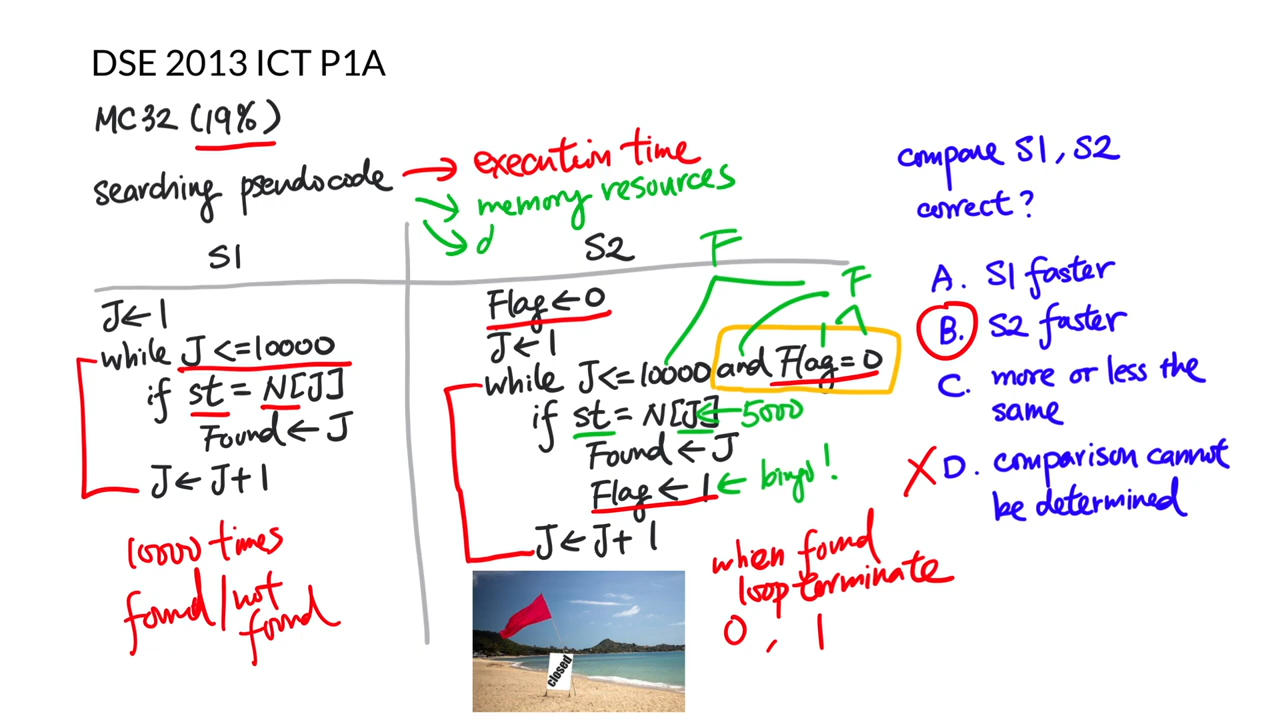 DSE 2013 ICT P1A
MC32 (19%)
searching pseudocode
execution time
memory resources
d
S1
J←1
while J<=10000
if st = N[J]
Found ← J
J ← J+1
10000 times
found/not
found
S2
F
F
Flag ← 0
J ← 1
1
while J<=10000 and Flag=0
if st = N[J] ← 5000
Found ← J
Flag ← 1 ← bingo!
J ← J+1
when found
loop terminate
0, 1
closed
compare S1, S2
correct?
A. S1 faster
B. S2 faster
C. more or less the
same
D. comparison cannot
be determined